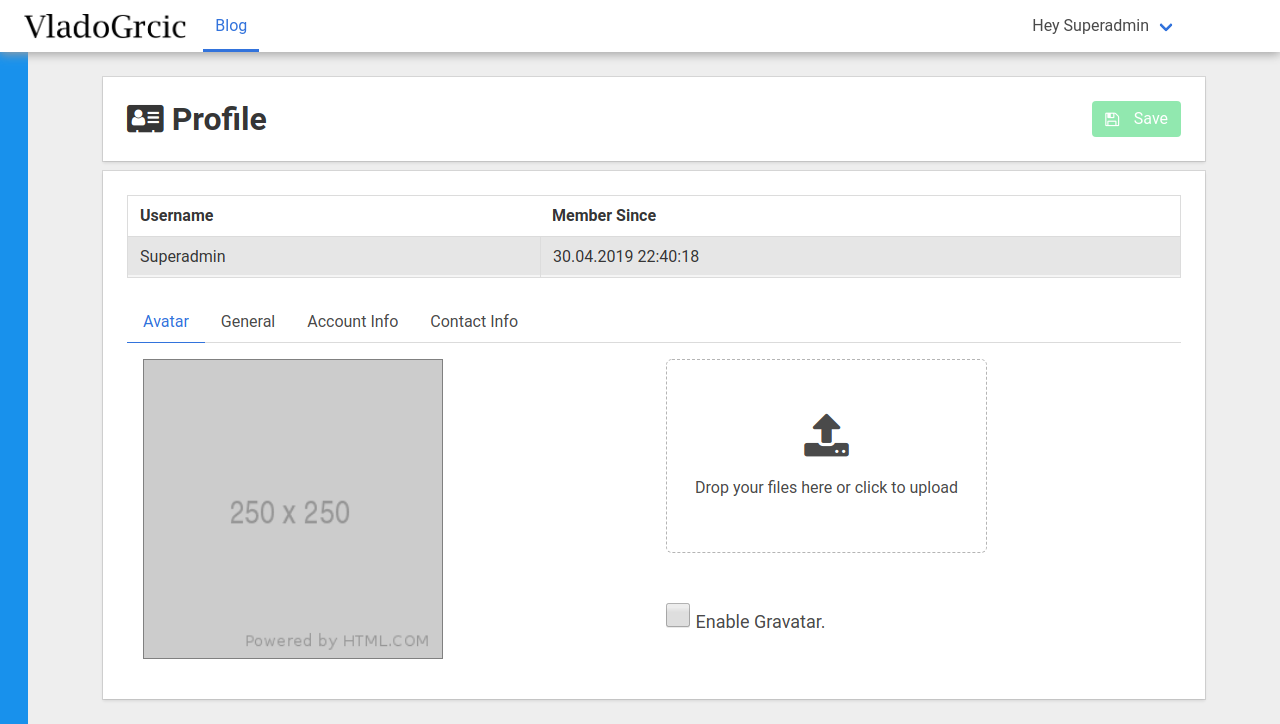 VladoGrcic Blog Hey Superadmin
Profile Save
Username Member Since
Superadmin 30.04.2019 22:40:18
Avatar General Account Info Contact Info
250 x 250
Powered by HTML.COM
Drop your files here or click to upload
Enable Gravatar.